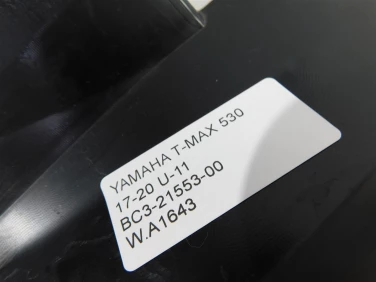 YAMAHA T-MAX 530
17-20 U-11
BC3-21553-00
W.A1643